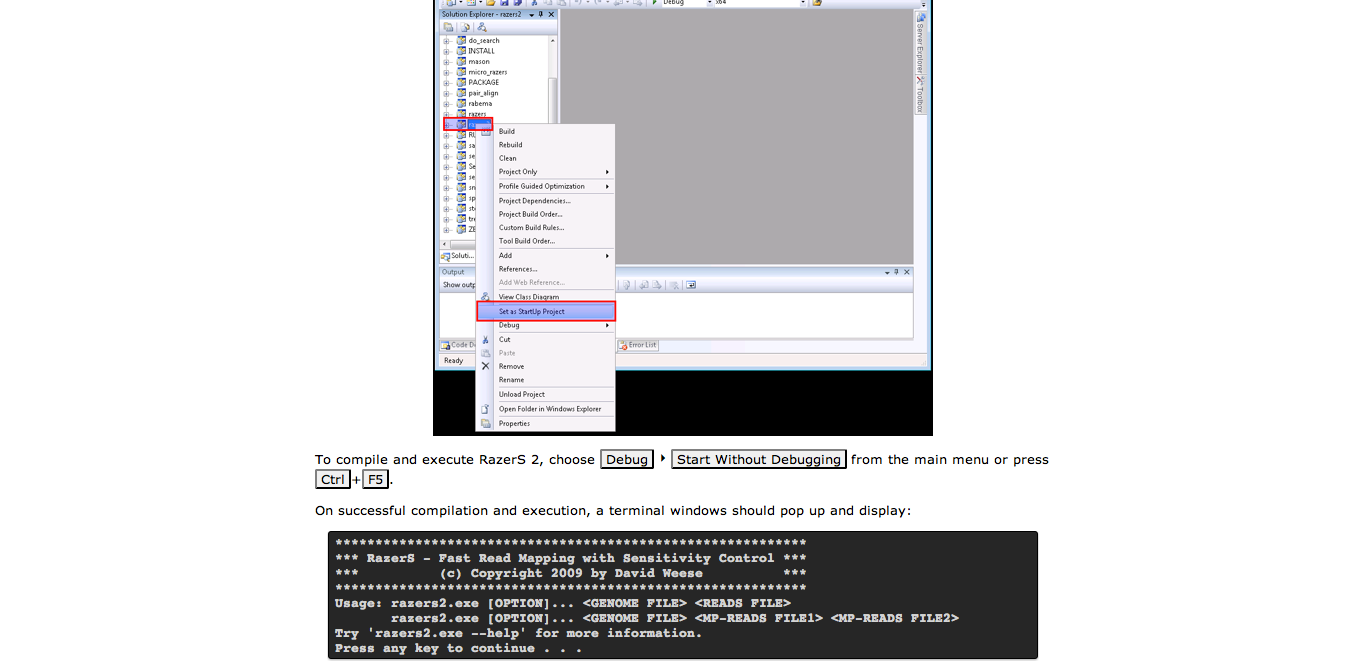 Debug x64
Solution Explorer - razers2
do_search
INSTALL
mason
micro_razers
PACKAGE
pair_align
rabema
razers
Build
Rebuild
Clean
Project Only
Profile Guided Optimization
Project Dependencies...
Project Build Order...
Custom Build Rules...
Tool Build Order...
Add
References...
Add Web Reference...
View Class Diagram
Set as StartUp Project
Debug
Cut
Paste
Remove
Rename
Unload Project
Open Folder in Windows Explorer
Properties
Soluti...
Output
Show outp
Code D
Error List
Ready
Server Explorer
Toolbox
To compile and execute RazerS 2, choose Debug ▸ Start Without Debugging from the main menu or press
Ctrl+F5.
On successful compilation and execution, a terminal windows should pop up and display:
***********************************************************
*** RazerS - Fast Read Mapping with Sensitivity Control ***
*** (c) Copyright 2009 by David Weese ***
***********************************************************
Usage: razers2.exe [OPTION]... <GENOME FILE> <READS FILE>
razers2.exe [OPTION]... <GENOME FILE> <MP-READS FILE1> <MP-READS FILE2>
Try 'razers2.exe --help' for more information.
Press any key to continue . . .